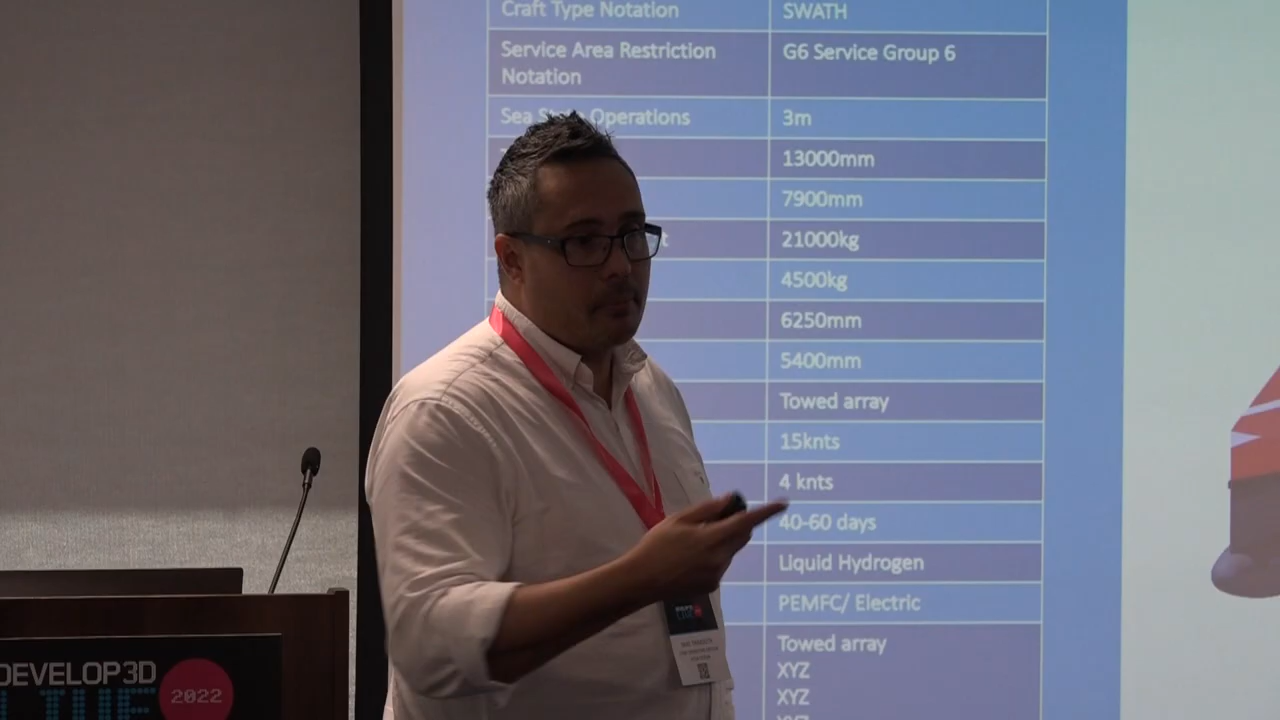 Craft Type Notation SWATH
Service Area Restriction G6 Service Group 6
Notation
Sea State Operations 3m
13000mm
7900mm
t 21000kg
4500kg
6250mm
5400mm
Towed array
15knts
4 knts
40-60 days
Liquid Hydrogen
PEMFC/ Electric
Towed array
XYZ
XYZ
DEVELOP3D
LIVE
2022